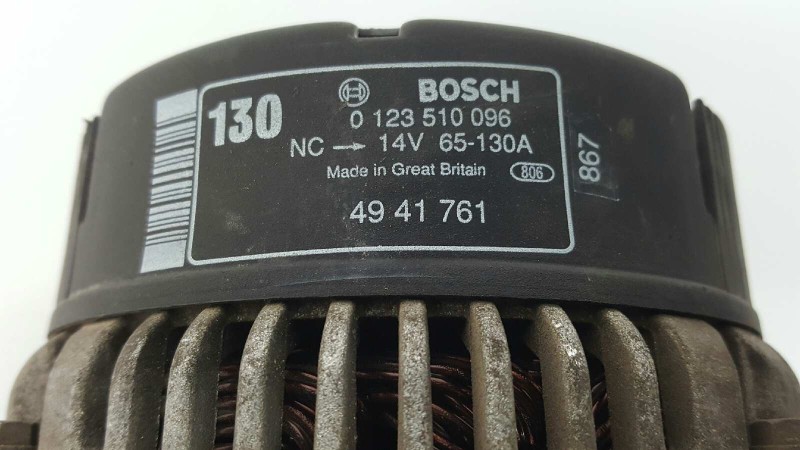 130
BOSCH
0 123 510 096
NC → 14V 65-130A
Made in Great Britain 806
49 41 761
867